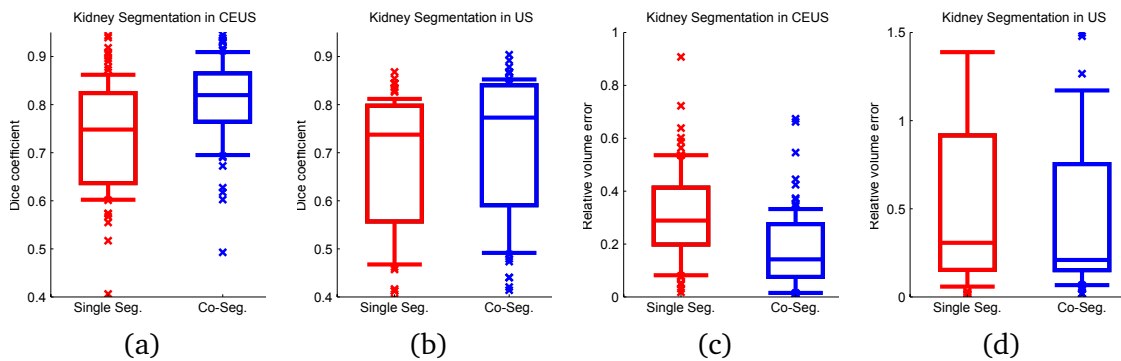 Kidney Segmentation in CEUS
Dice coefficient
0.9
0.8
0.7
0.6
0.5
0.4
Single Seg.
Co-Seg.
(a)
Kidney Segmentation in US
Dice coefficient
0.9
0.8
0.7
0.6
0.5
0.4
Single Seg.
Co-Seg.
(b)
Kidney Segmentation in CEUS
Relative volume error
1
0.8
0.6
0.4
0.2
0
Single Seg.
Co-Seg.
(c)
Kidney Segmentation in US
Relative volume error
1.5
1
0.5
0
Single Seg.
Co-Seg.
(d)